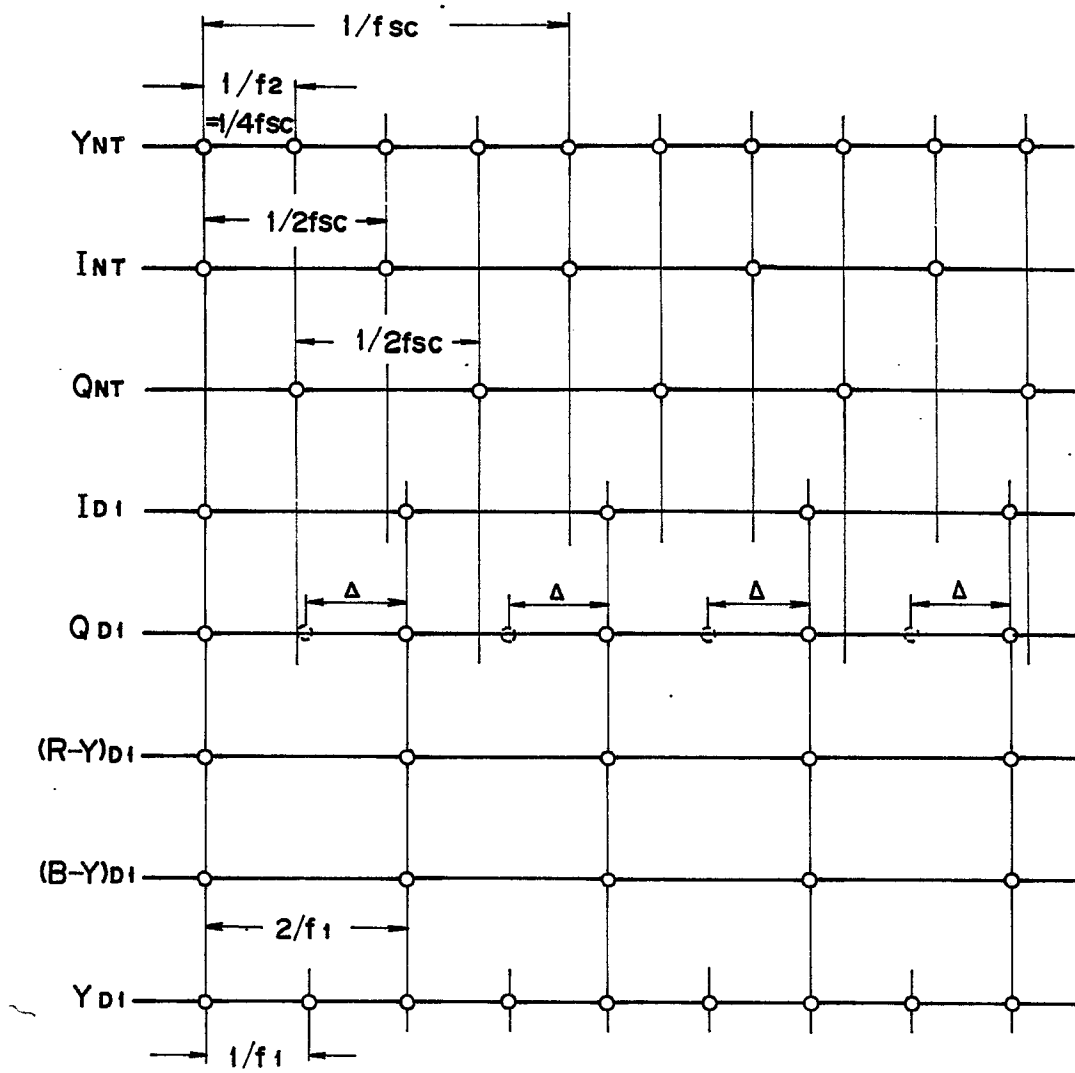 1/fsc
1/f2
=1/4fsc
YNT
1/2fsc
INT
1/2fsc
QNT
ID1
Δ Δ Δ Δ
QD1
(R-Y)D1
(B-Y)D1
2/f1
YD1
1/f1